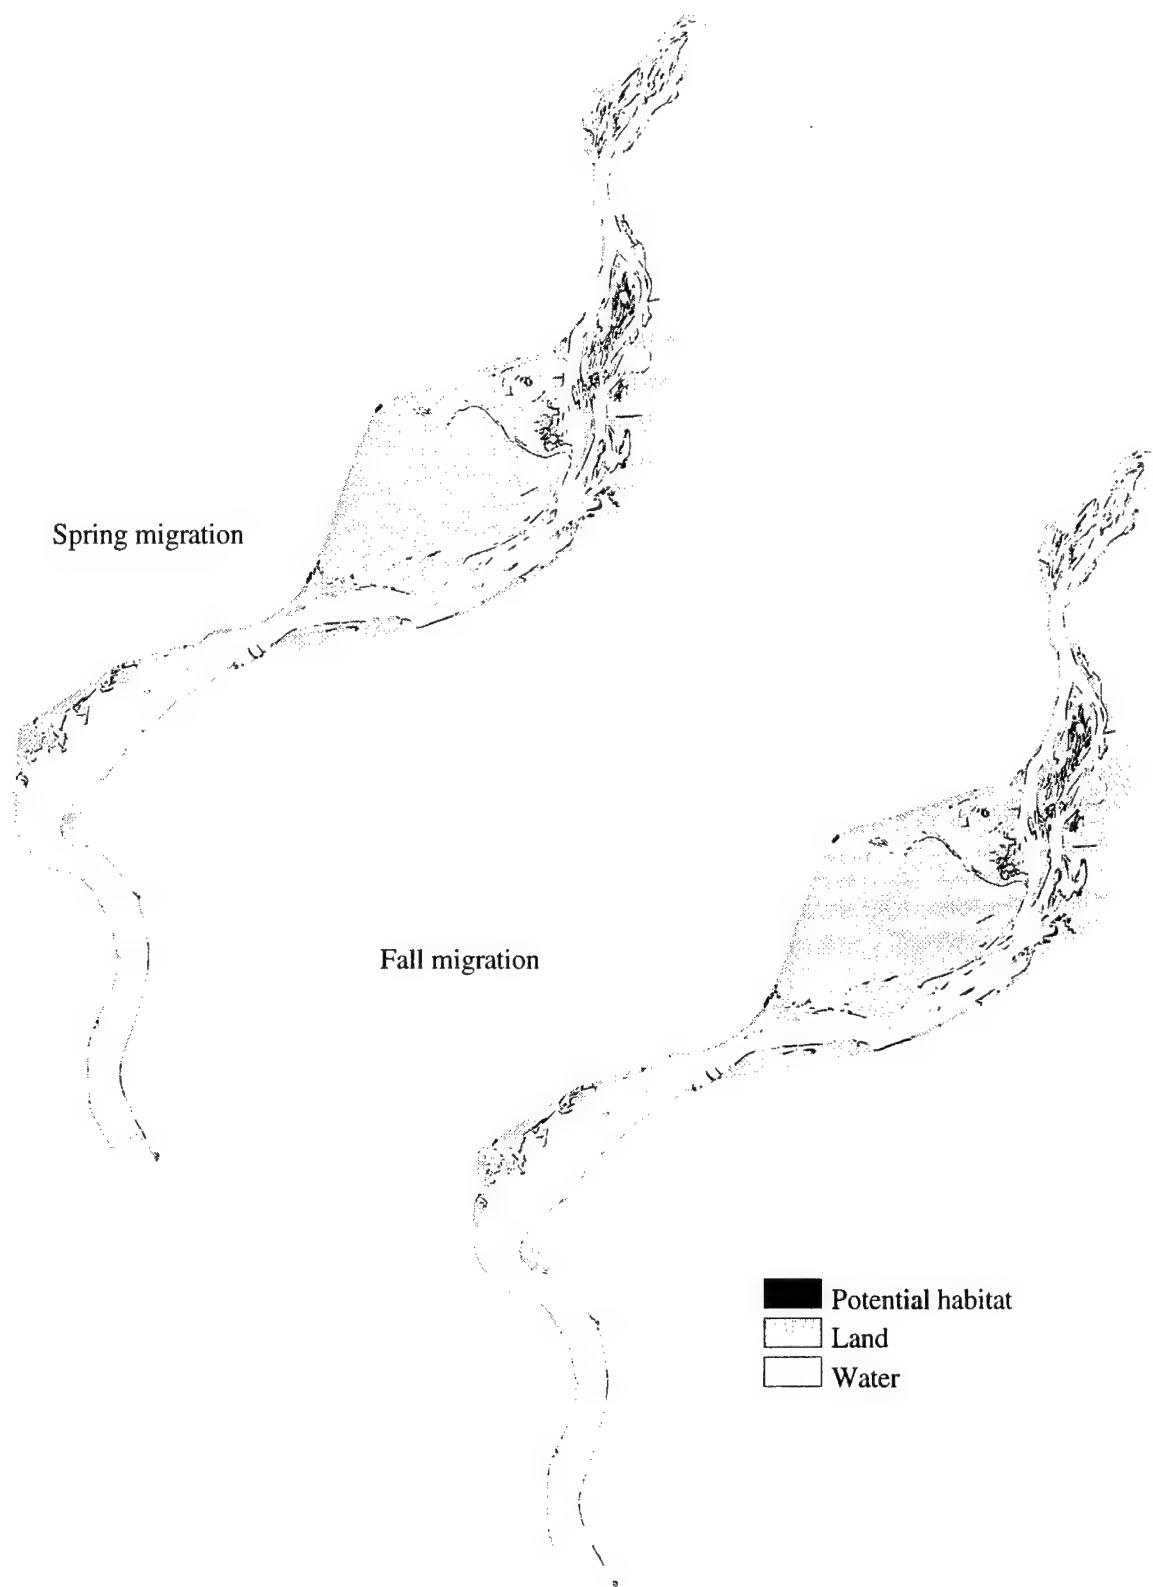 Spring migration
Fall migration
Potential habitat
Land
Water